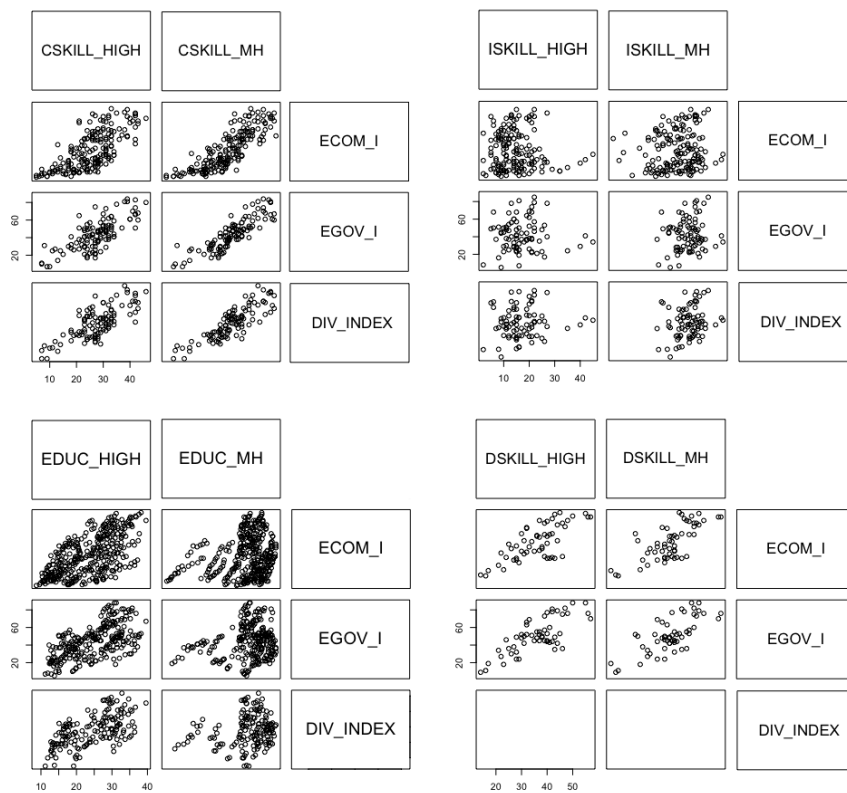 CSKILL_HIGH CSKILL_MH
ECOM_I
60
20
EGOV_I
DIV_INDEX
10 20 30 40
ISKILL_HIGH ISKILL_MH
ECOM_I
60
20
EGOV_I
DIV_INDEX
10 20 30 40
EDUC_HIGH EDUC_MH
ECOM_I
60
20
EGOV_I
DIV_INDEX
10 20 30 40
DSKILL_HIGH DSKILL_MH
ECOM_I
60
20
EGOV_I
DIV_INDEX
20 30 40 50